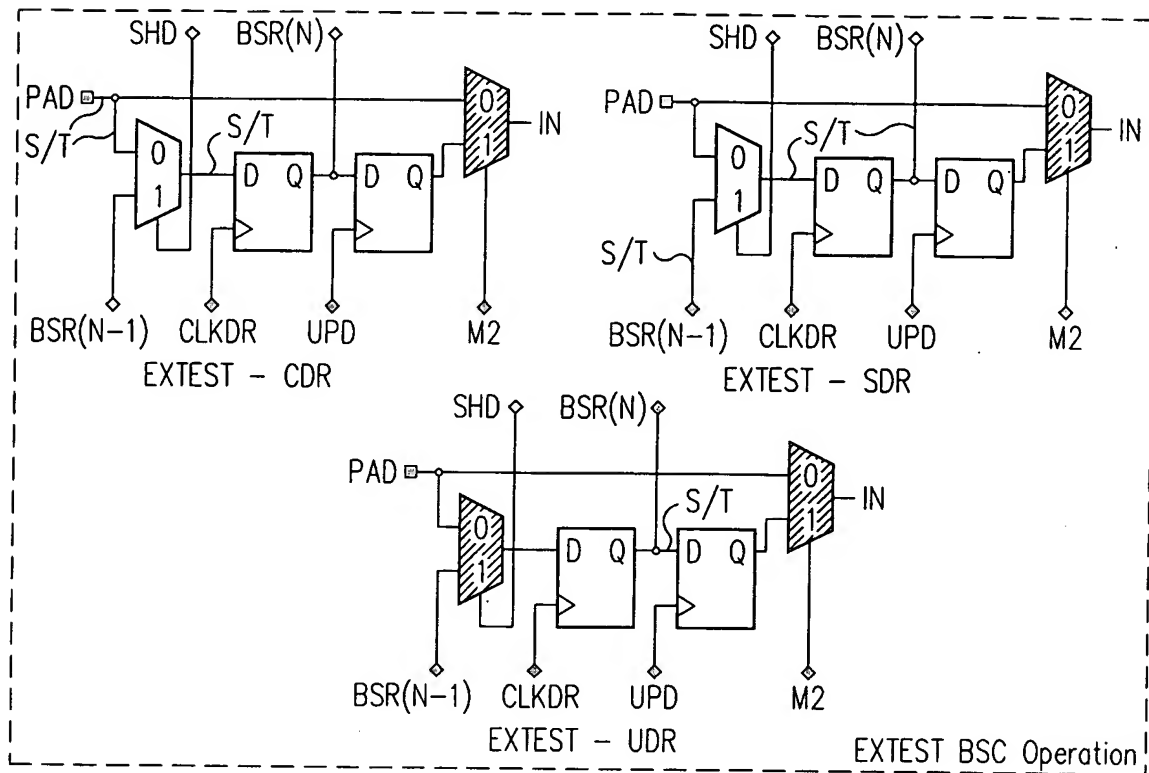 SHD
BSR(N)
PAD
0
S/T
S/T
0
1
IN
1
D Q
D Q
BSR(N-1)
CLKDR
UPD
M2
EXTEST - CDR
SHD
BSR(N)
PAD
0
S/T
0
1
IN
1
D Q
D Q
S/T
BSR(N-1)
CLKDR
UPD
M2
EXTEST - SDR
SHD
BSR(N)
PAD
0
S/T
0
1
IN
1
D Q
D Q
BSR(N-1)
CLKDR
UPD
M2
EXTEST - UDR
EXTEST BSC Operation